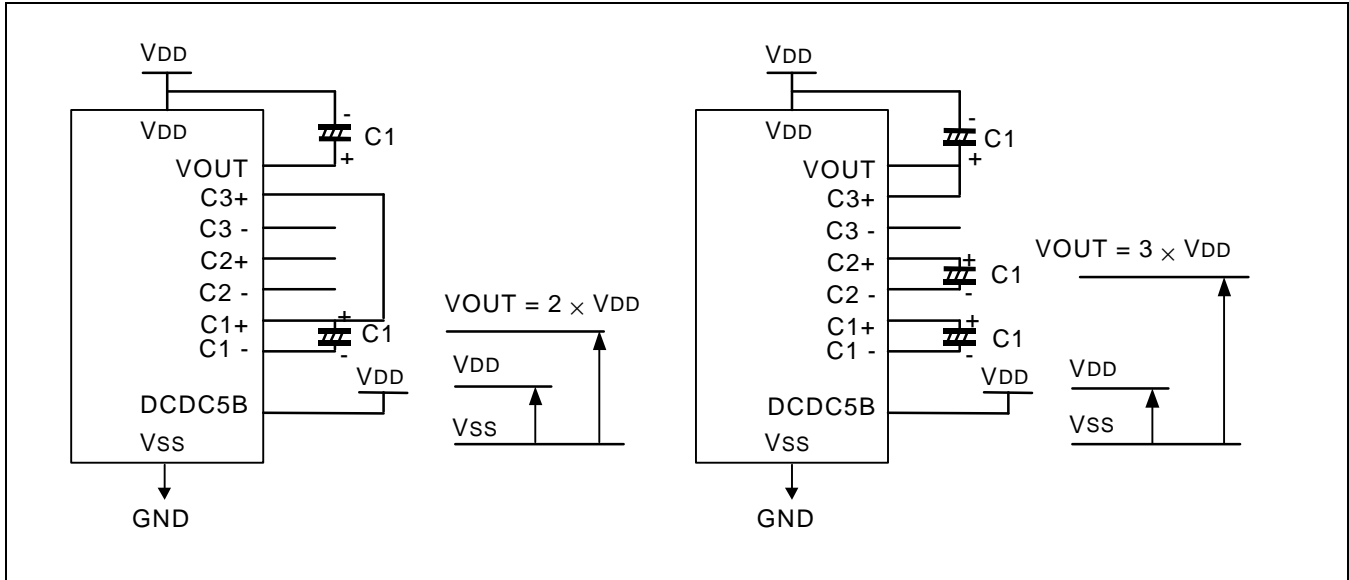 VDD
VDD
- 
C1
VOUT
+
C3+
C3 -
C2+
C2 -
C1+
C1 -
+
C1
-
VDD
DCDC5B
VSS
GND
VOUT = 2 × VDD
VDD
VSS
VDD
VDD
-
C1
VOUT
+
C3+
C3 -
C2+
C2 -
+
C1
-
C1+
C1 -
+
C1
-
VDD
DCDC5B
VSS
GND
VOUT = 3 × VDD
VDD
VSS